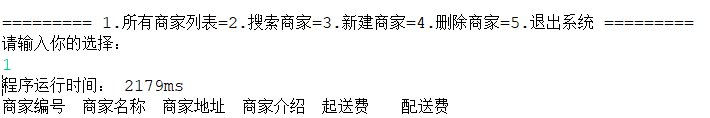 ========= 1.所有商家列表=2.搜索商家=3.新建商家=4.删除商家=5.退出系统 =========
请输入你的选择：
1
程序运行时间： 2179ms
商家编号 商家名称 商家地址 商家介绍 起送费 配送费